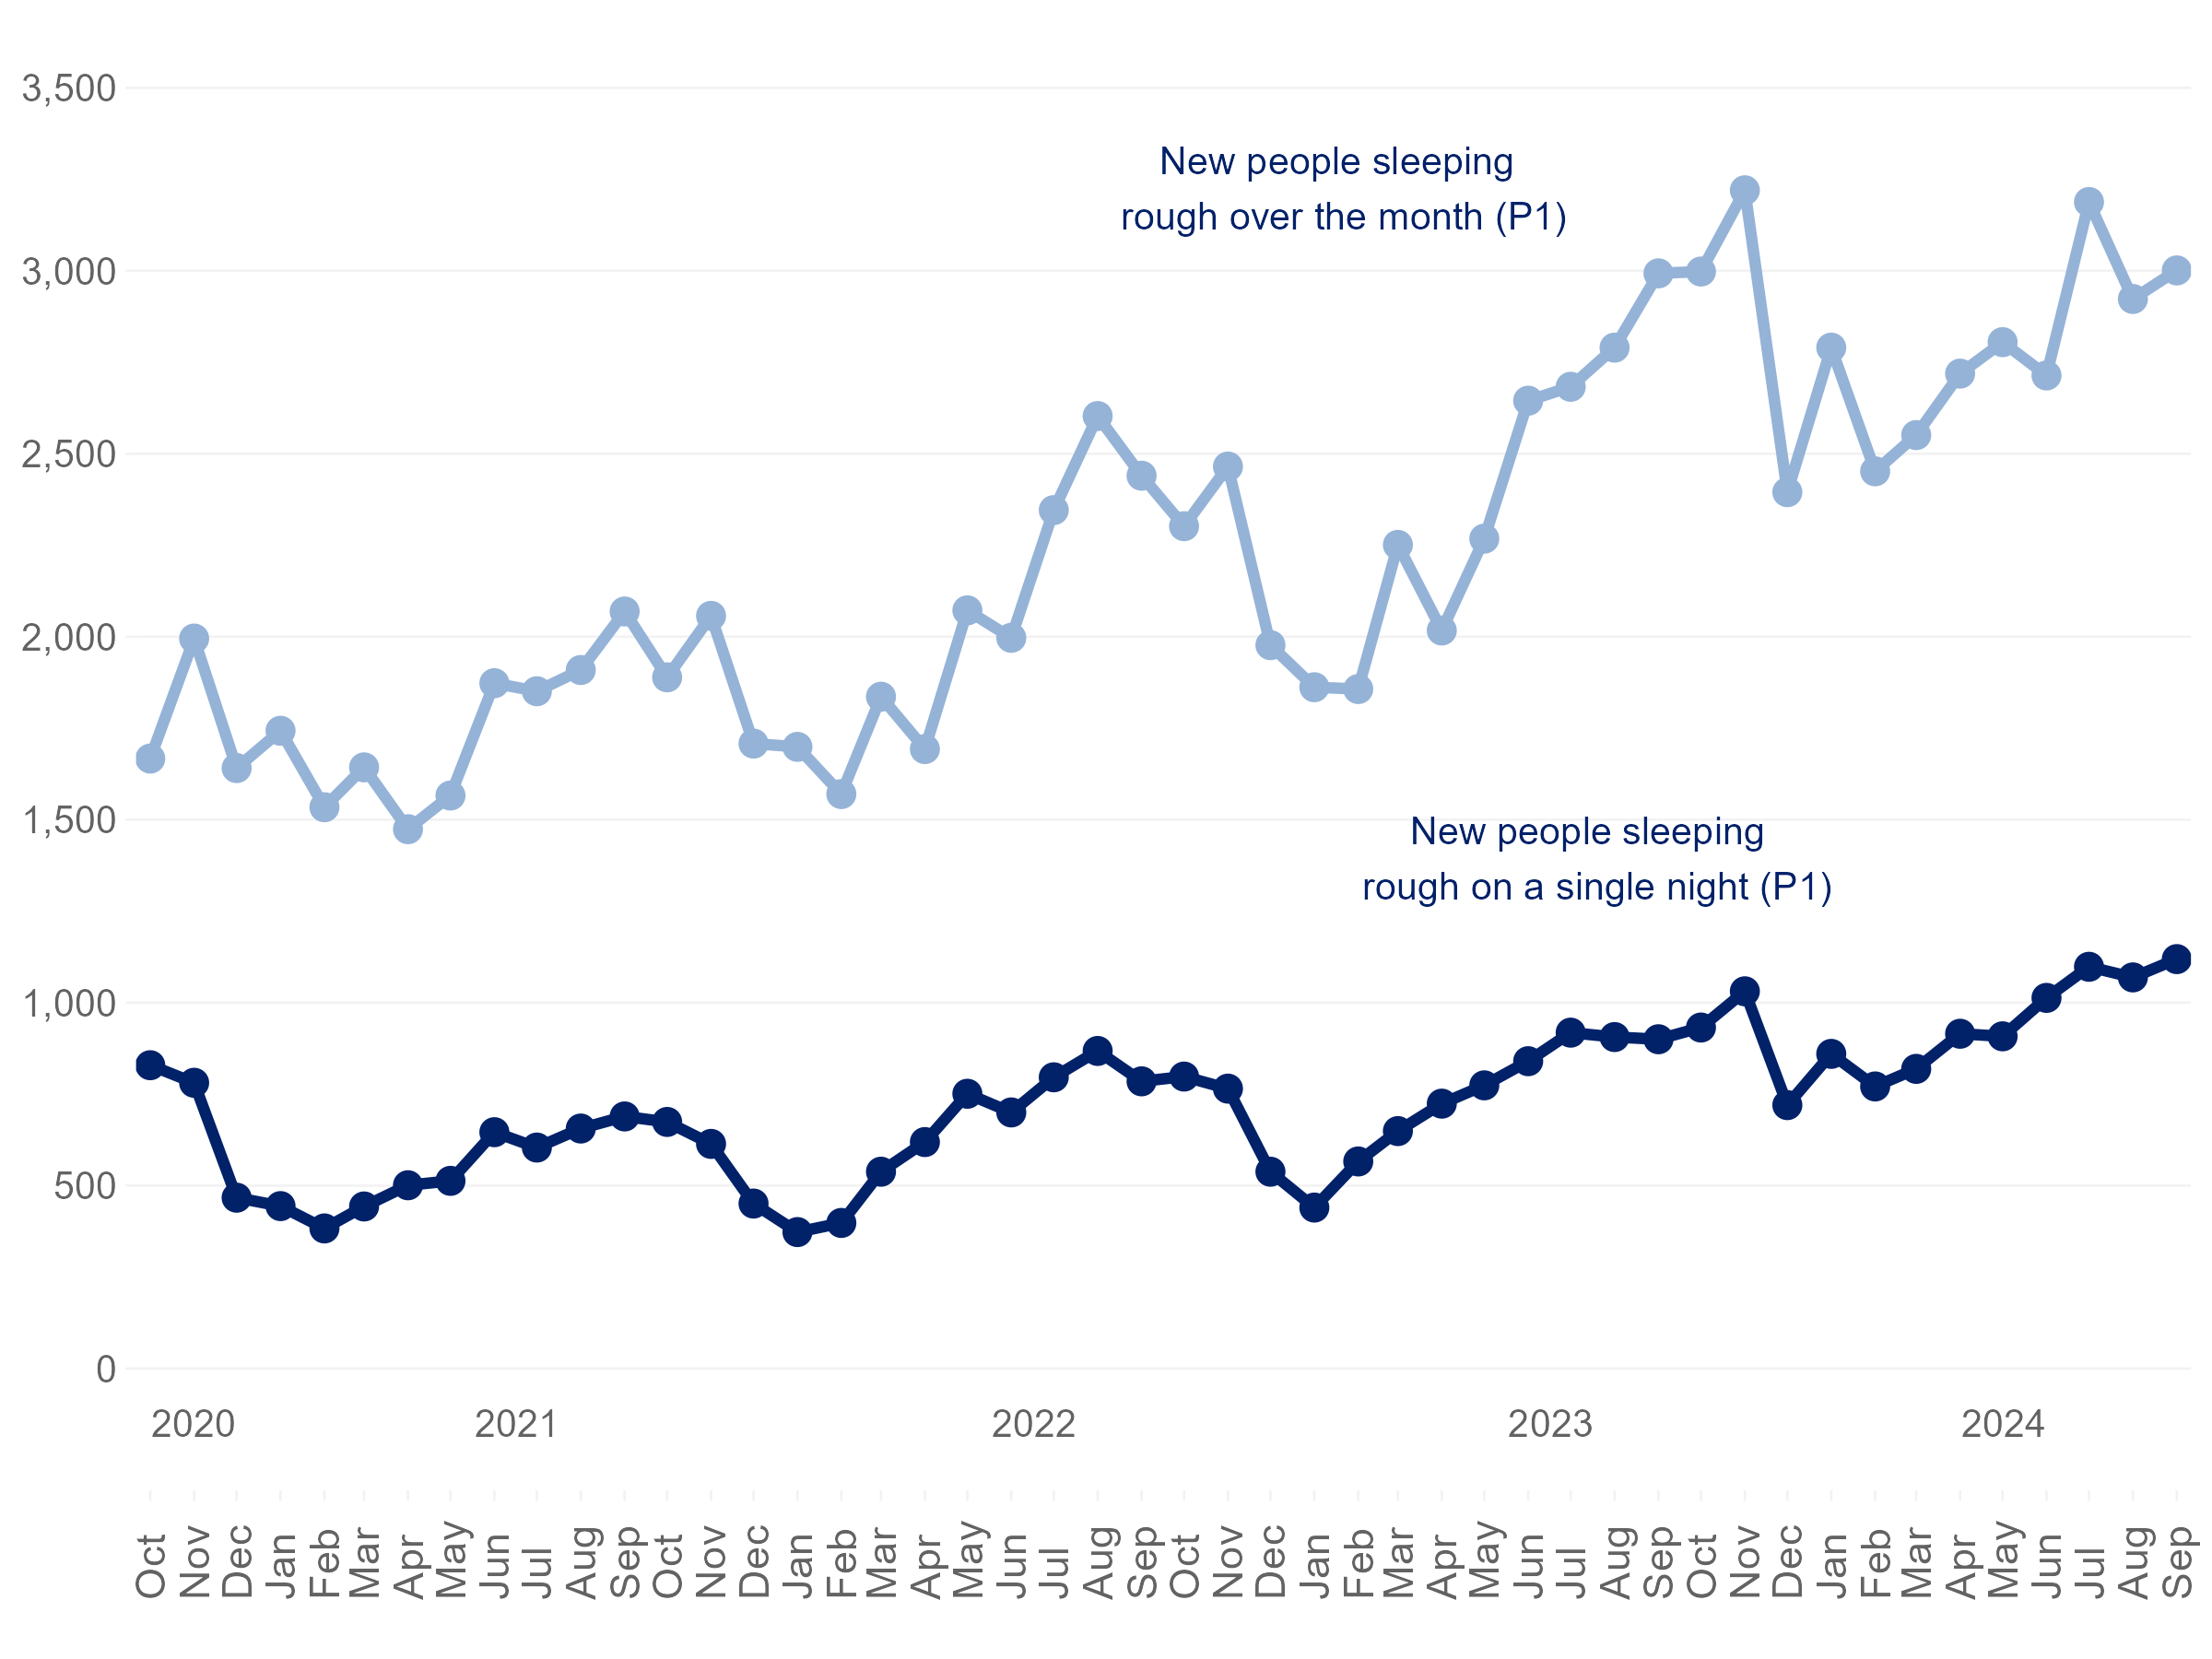 3,500
New people sleeping
rough over the month (P1)
3,000
2,500
2,000
1,500
New people sleeping
rough on a single night (P1)
1,000
500
0
2020 2021 2022 2023 2024
Oct Nov Dec Jan Feb Mar Apr May Jun Jul Aug Sep Oct Nov Dec Jan Feb Mar Apr May Jun Jul Aug Sep Oct Nov Dec Jan Feb Mar Apr May Jun Jul Aug Sep Oct Nov Dec Jan Feb Mar Apr May Jun Jul Aug Sep